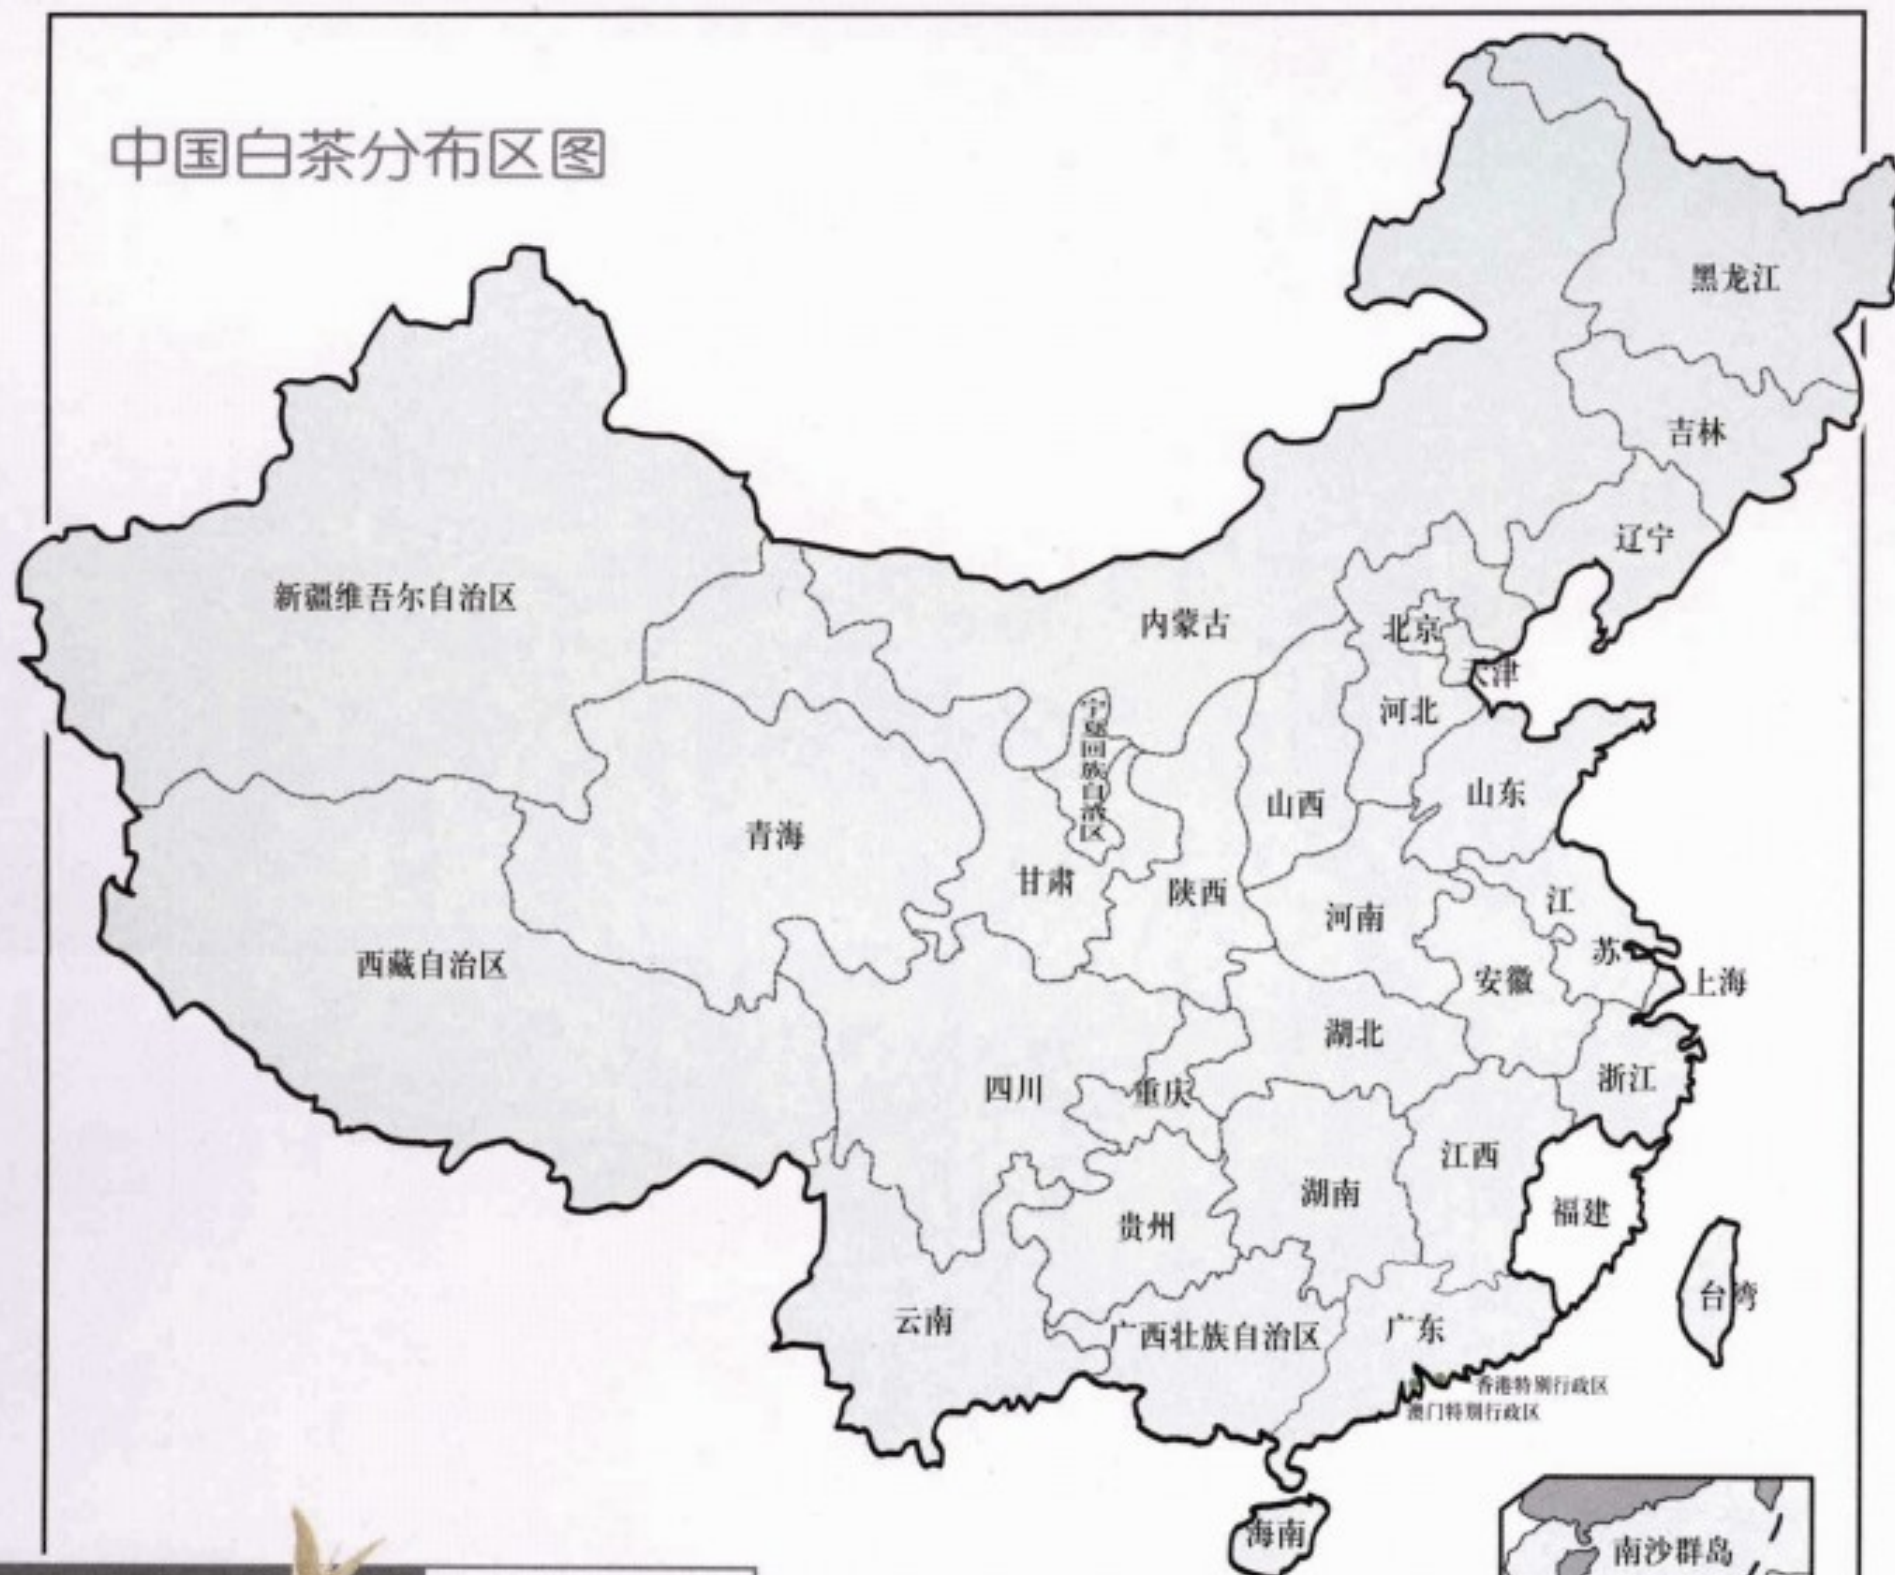 中国白茶分布区图
黑龙江
吉林
辽宁
新疆维吾尔自治区
内蒙古
北京
天津
河北
宁夏回族自治区
山西
山东
青海
甘肃
陕西
河南
江
苏
西藏自治区
安徽
上海
湖北
四川
重庆
浙江
江西
湖南
福建
贵州
台湾
云南
广西壮族自治区
广东
香港特别行政区
澳门特别行政区
海南
南沙群岛